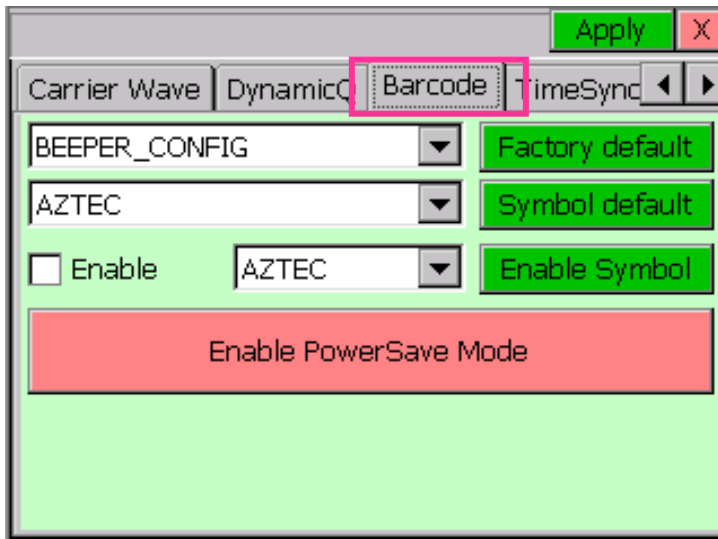 Apply X
Carrier Wave DynamicQ Barcode TimeSync
BEEPER_CONFIG Factory default
AZTEC Symbol default
Enable AZTEC Enable Symbol
Enable PowerSave Mode